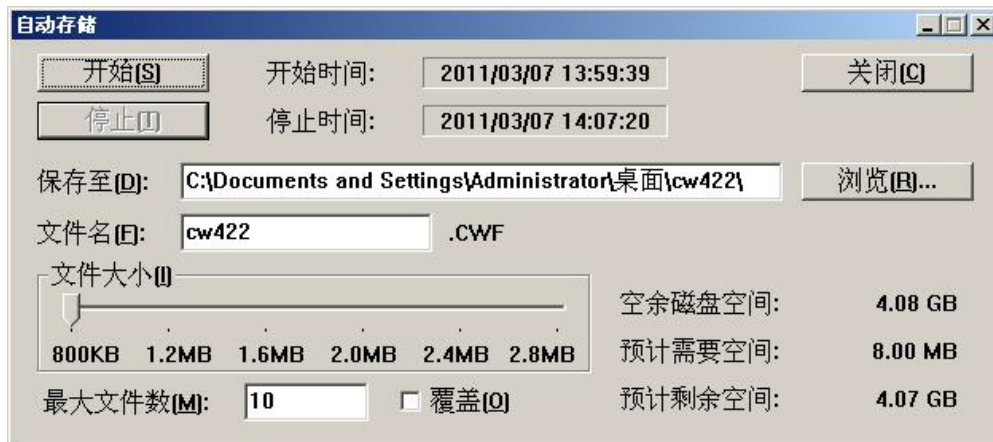 自动存储
开始(S) 开始时间: 2011/03/07 13:59:39 关闭(C)
停止(T) 停止时间: 2011/03/07 14:07:20
保存至(D): C:\Documents and Settings\Administrator\桌面\cw422\ 浏览(R)...
文件名(F): cw422 .CWF
文件大小(I)
800KB 1.2MB 1.6MB 2.0MB 2.4MB 2.8MB
空余磁盘空间: 4.08 GB
预计需要空间: 8.00 MB
最大文件数(M): 10 覆盖(O) 预计剩余空间: 4.07 GB